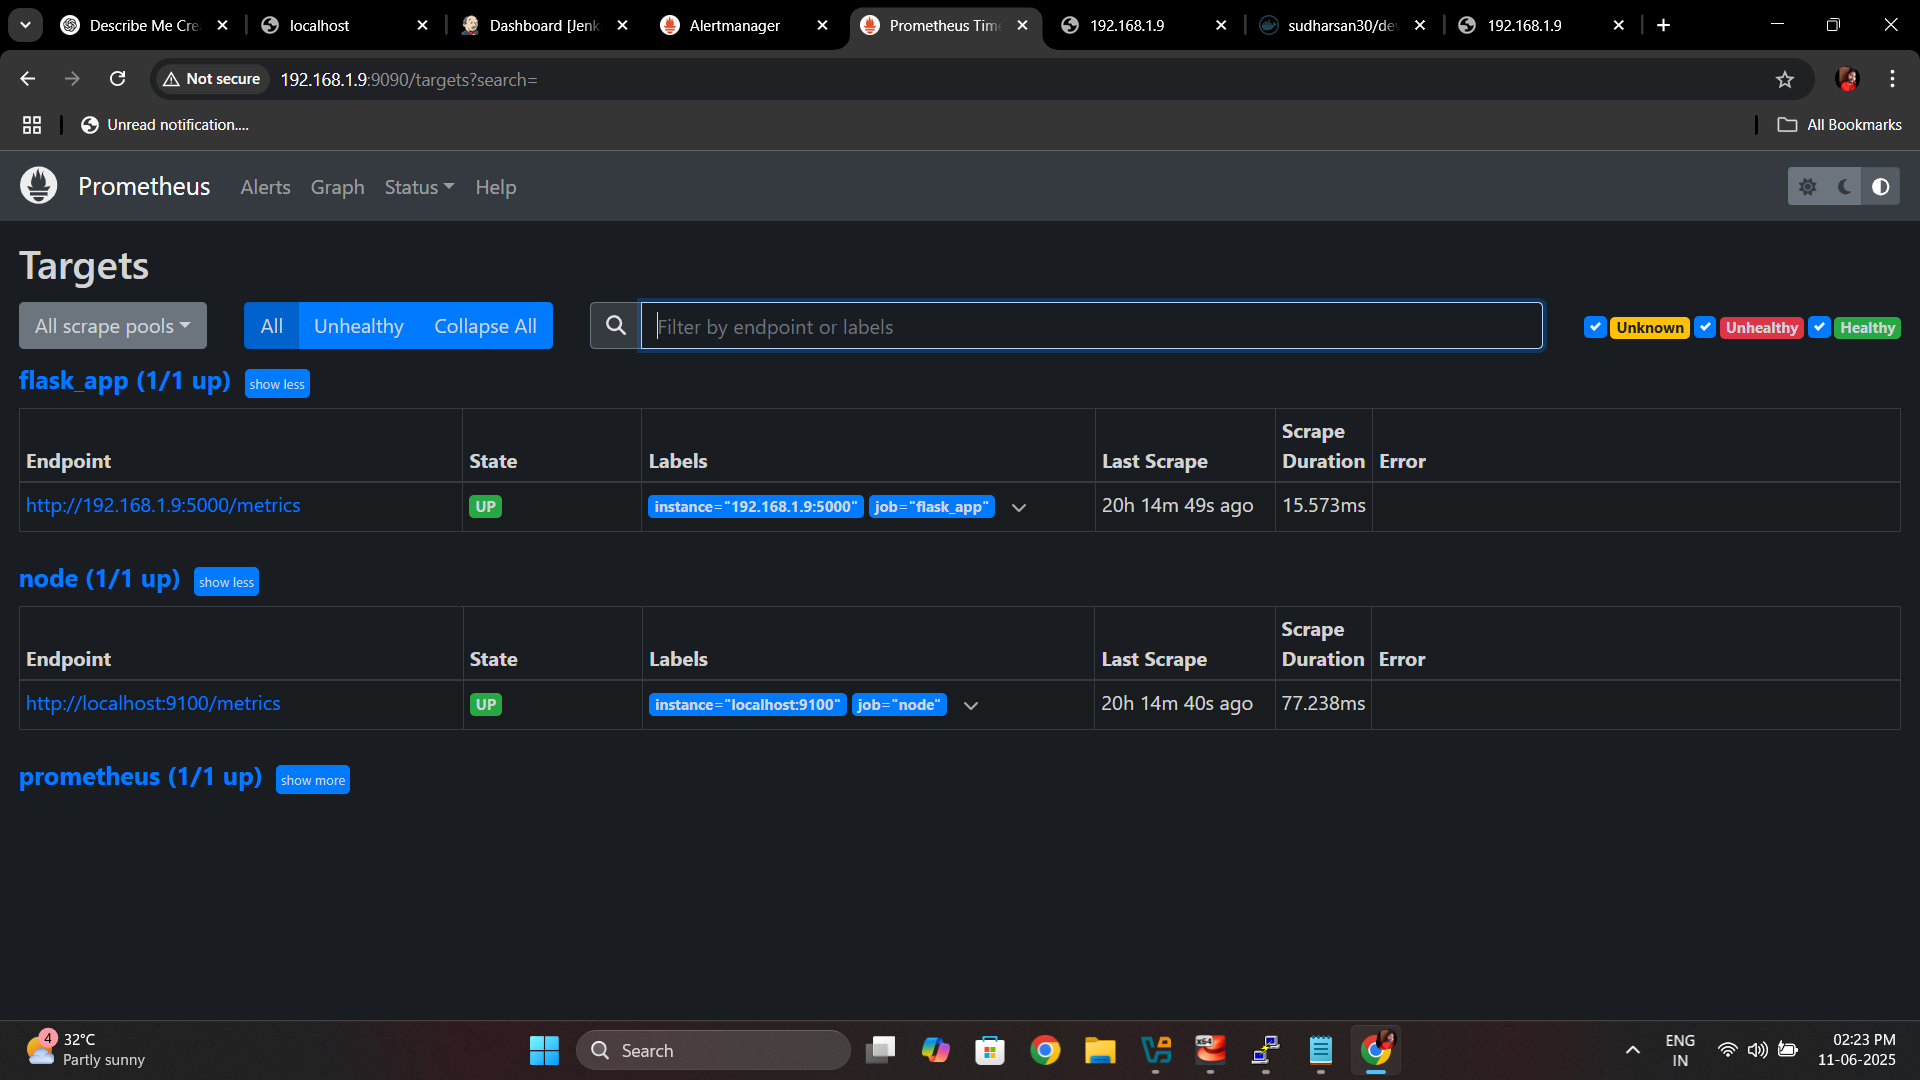 Describe Me Cre
localhost
Dashboard [Jenk
Alertmanager
Prometheus Time
192.168.1.9
sudharsan30/dev
192.168.1.9
Not secure
192.168.1.9:9090/targets?search=
Unread notification....
All Bookmarks
Prometheus
Alerts
Graph
Status
Help
Targets
All scrape pools
All
Unhealthy
Collapse All
Filter by endpoint or labels
Unknown
Unhealthy
Healthy
flask_app (1/1 up)
show less
Endpoint
State
Labels
Last Scrape
Scrape Duration
Error
http://192.168.1.9:5000/metrics
UP
instance="192.168.1.9:5000"
job="flask_app"
20h 14m 49s ago
15.573ms
node (1/1 up)
show less
Endpoint
State
Labels
Last Scrape
Scrape Duration
Error
http://localhost:9100/metrics
UP
instance="localhost:9100"
job="node"
20h 14m 40s ago
77.238ms
prometheus (1/1 up)
show more
4
32°C
Partly sunny
Search
x64
ENG
IN
02:23 PM
11-06-2025